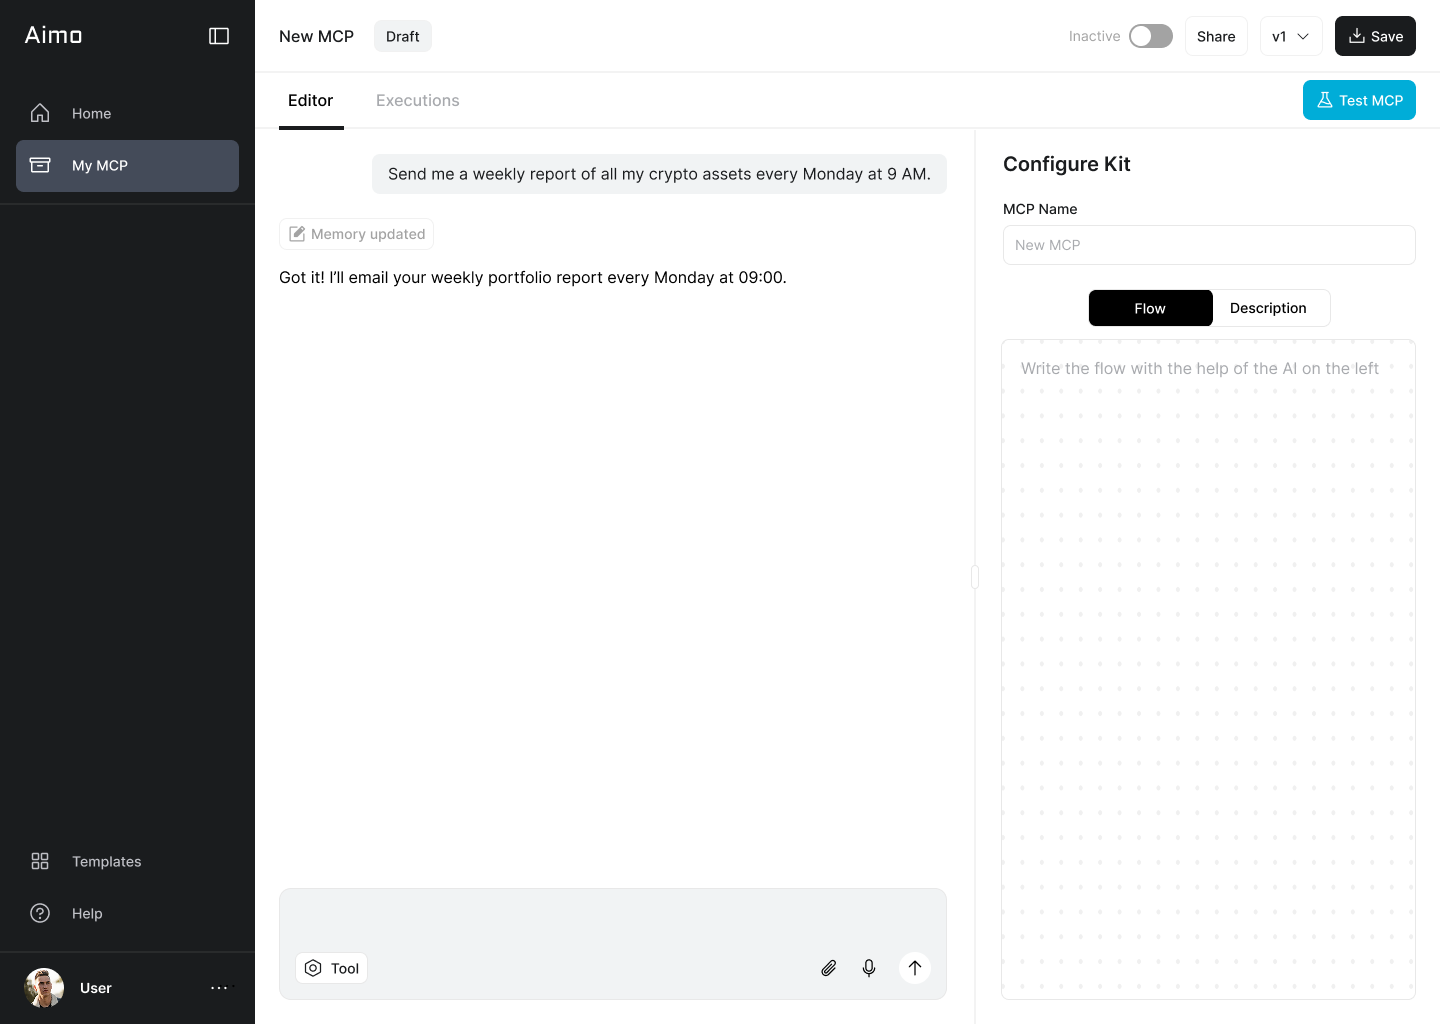 Aimo
Home
My MCP
Templates
Help
User
New MCP
Draft
Inactive
Share
v1
Save
Editor
Executions
Test MCP
Send me a weekly report of all my crypto assets every Monday at 9 AM.
Memory updated
Got it! I’ll email your weekly portfolio report every Monday at 09:00.
Tool
Configure Kit
MCP Name
New MCP
Flow
Description
Write the flow with the help of the AI on the left